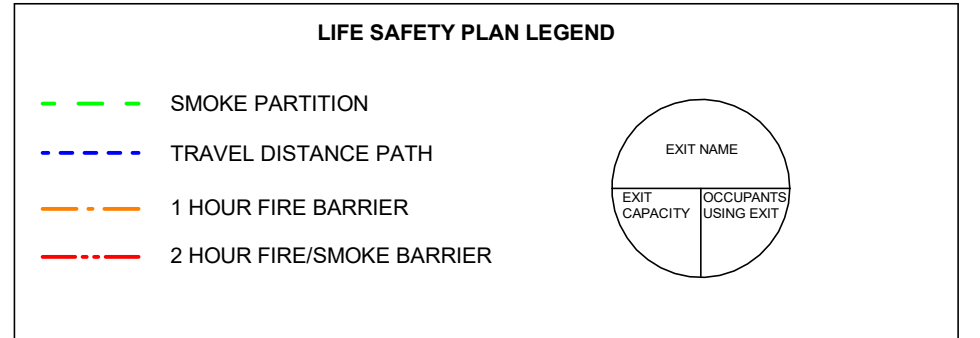 LIFE SAFETY PLAN LEGEND
SMOKE PARTITION
TRAVEL DISTANCE PATH
1 HOUR FIRE BARRIER
2 HOUR FIRE/SMOKE BARRIER
EXIT NAME
EXIT
CAPACITY
OCCUPANTS
USING EXIT